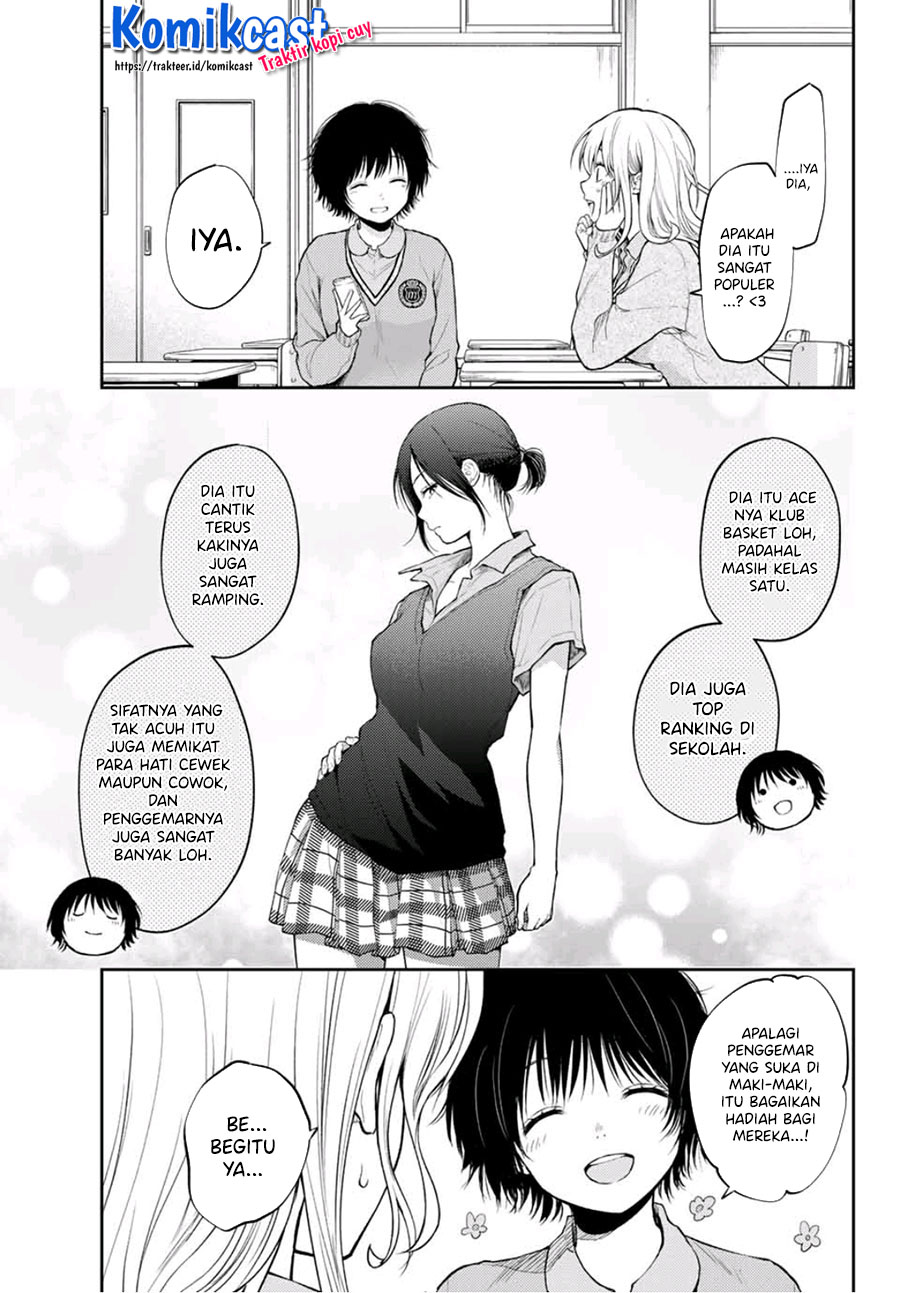 Komikcast
Traktir kopi cuy
https://trakteer.id/komikcast
....IYA
DIA,
APAKAH
DIA ITU
SANGAT
POPULER
...? <3
IYA.
DIA ITU ACE
NYA KLUB
BASKET LOH,
PADAHAL
MASIH KELAS
SATU.
DIA JUGA
TOP
RANKING DI
SEKOLAH.
DIA ITU
CANTIK
TERUS
KAKINYA
JUGA
SANGAT
RAMPING.
SIFATNYA YANG
TAK ACUH ITU
JUGA MEMIKAT
PARA HATI CEWEK
MAUPUN COWOK,
DAN
PENGGEMARNYA
JUGA SANGAT
BANYAK LOH.
APALAGI
PENGGEMAR
YANG SUKA DI
MAKI-MAKI,
ITU BAGAIKAN
HADIAH BAGI
MEREKA...!
BE...
BEGITU
YA...